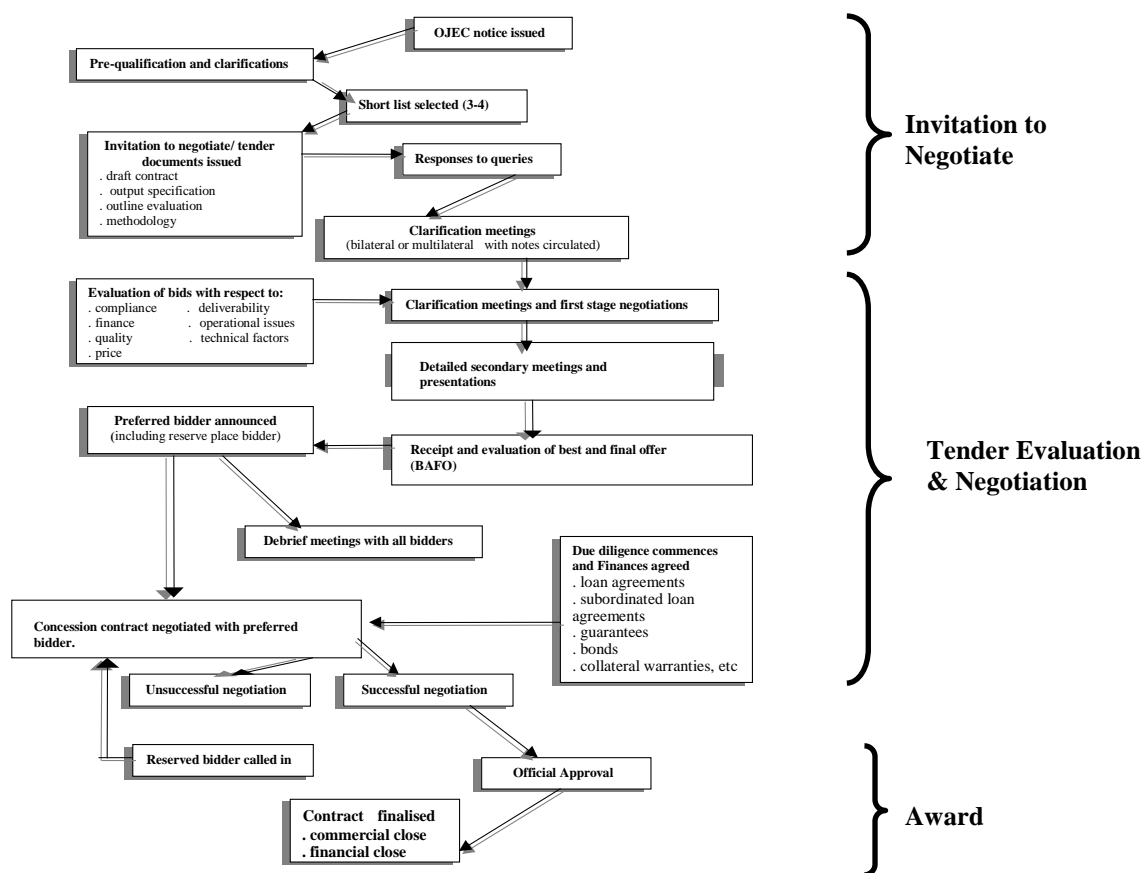 OJEC notice issued
Pre-qualification and clarifications
Short list selected (3-4)
Invitation to negotiate/ tender
documents issued
. draft contract
. output specification
. outline evaluation
. methodology
Responses to queries
Clarification meetings
(bilateral or multilateral with notes circulated)
Invitation to
Negotiate
Evaluation of bids with respect to:
. compliance . deliverability
. finance . operational issues
. quality . technical factors
. price
Clarification meetings and first stage negotiations
Detailed secondary meetings and
presentations
Preferred bidder announced
(including reserve place bidder)
Receipt and evaluation of best and final offer
(BAFO)
Tender Evaluation
& Negotiation
Debrief meetings with all bidders
Due diligence commences
and Finances agreed
. loan agreements
. subordinated loan
agreements
. guarantees
. bonds
. collateral warranties, etc
Concession contract negotiated with preferred
bidder.
Unsuccessful negotiation
Successful negotiation
Reserved bidder called in
Official Approval
Contract finalised
. commercial close
. financial close
Award